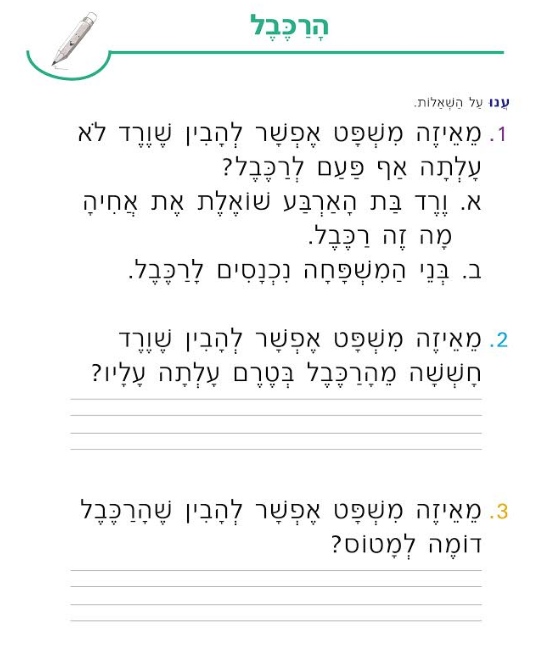 הָרַכֶּבֶל
עֲנוּ עַל הַשְּׁאֵלוֹת.
1. מֵאֵיזֶה מִשְׁפָּט אֶפְשָׁר לְהָבִין שֶׁוֶּרֶד לֹא
עָלְתָה אַף פַּעַם לְרַכֶּבֶל?
א. וֶרֶד בַּת הָאַרְבַּע שׁוֹאֶלֶת אֶת אֲחִיהָ
מָה זֶה רַכֶּבֶל.
ב. בְּנֵי הַמִּשְׁפָּחָה נִכְנָסִים לָרַכֶּבֶל.
2. מֵאֵיזֶה מִשְׁפָּט אֶפְשָׁר לְהָבִין שֶׁוֶּרֶד
חָשְׁשָׁה מֵהָרַכֶּבֶל בְּטֶרֶם עָלְתָה עָלָיו?
3. מֵאֵיזֶה מִשְׁפָּט אֶפְשָׁר לְהָבִין שֶׁהָרַכֶּבֶל
דּוֹמֶה לְמָטוֹס?